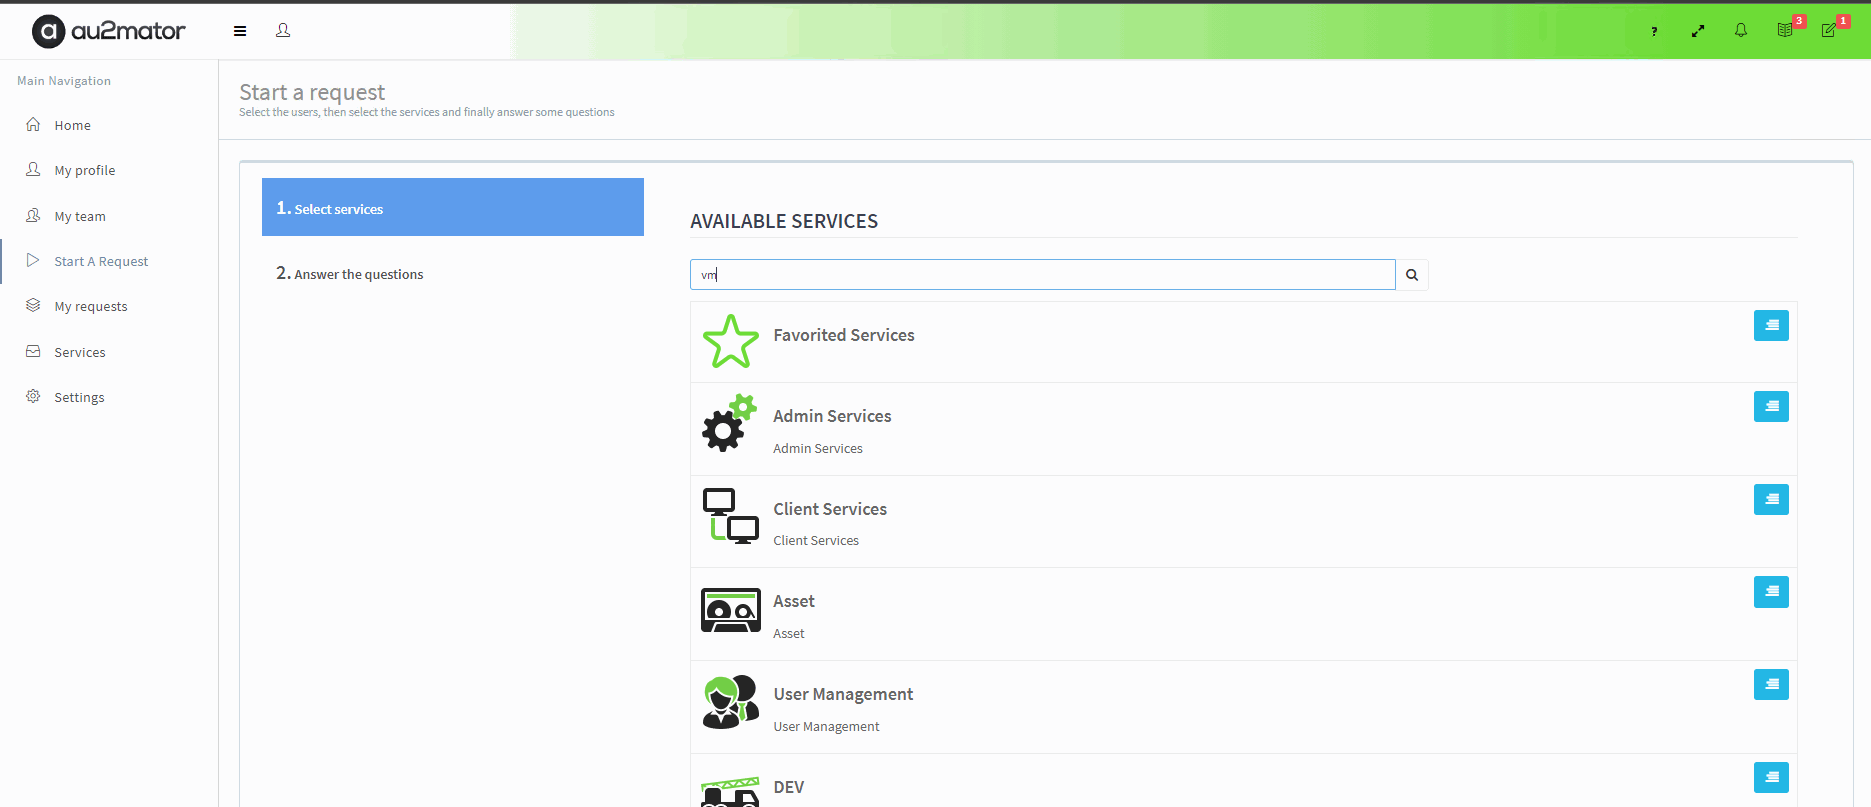 au2mator
?
3
1
Main Navigation
Home
My profile
My team
Start A Request
My requests
Services
Settings
Start a request
Select the users, then select the services and finally answer some questions
1. Select services
2. Answer the questions
AVAILABLE SERVICES
vm
Favorited Services
Admin Services
Admin Services
Client Services
Client Services
Asset
Asset
User Management
User Management
DEV